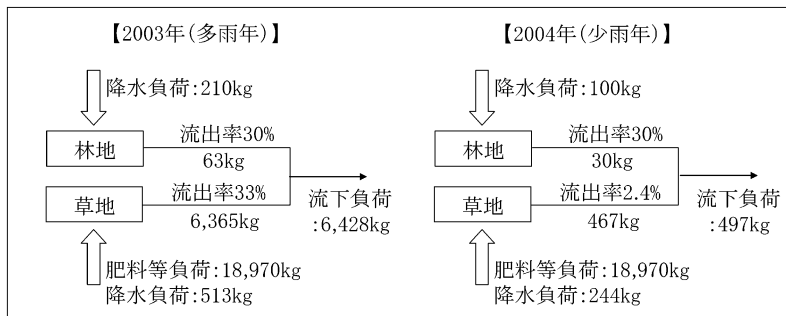 【2003年(多雨年)】
降水負荷:210kg
林地
流出率30%
63kg
草地
流出率33%
6,365kg
流下負荷
:6,428kg
肥料等負荷:18,970kg
降水負荷:513kg
【2004年(少雨年)】
降水負荷:100kg
林地
流出率30%
30kg
草地
流出率2.4%
467kg
流下負荷
:497kg
肥料等負荷:18,970kg
降水負荷:244kg